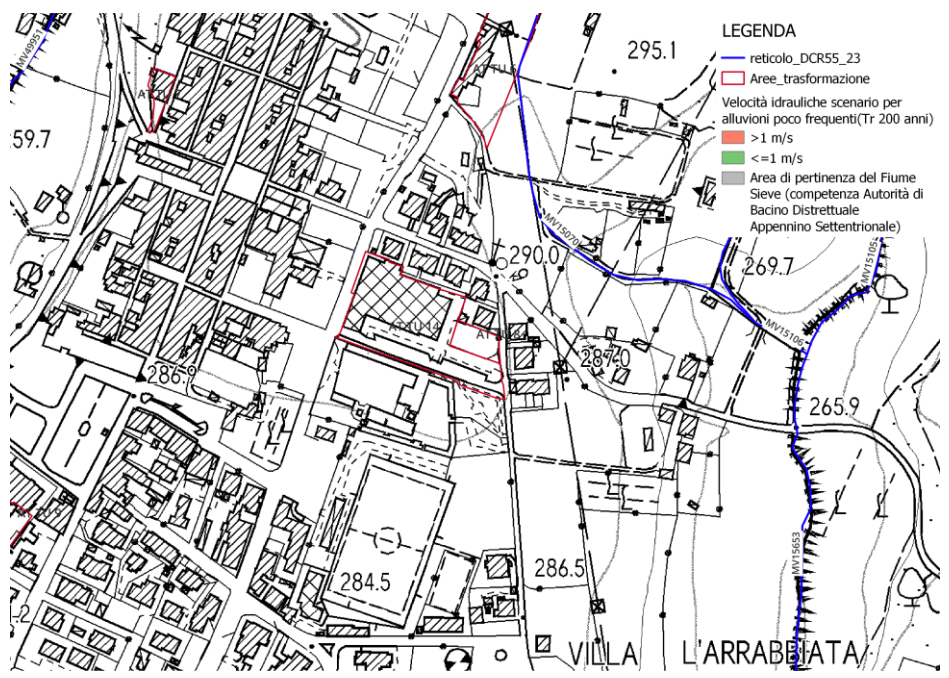 LEGENDA
reticolo_DCR55_23
Aree_trasformazione
Velocità idrauliche scenario per
alluvioni poco frequenti(Tr 200 anni)
>1 m/s
<=1 m/s
Area di pertinenza del Fiume
Sieve (competenza Autorità di
Bacino Distrettuale
Appennino Settentrionale)
MV49951
295.1
59.7
290.0
MV15070
269.7
MV15106
286.9
287.0
265.9
284.5
286.5
MV15653
VILLA L'ARRABBIATA